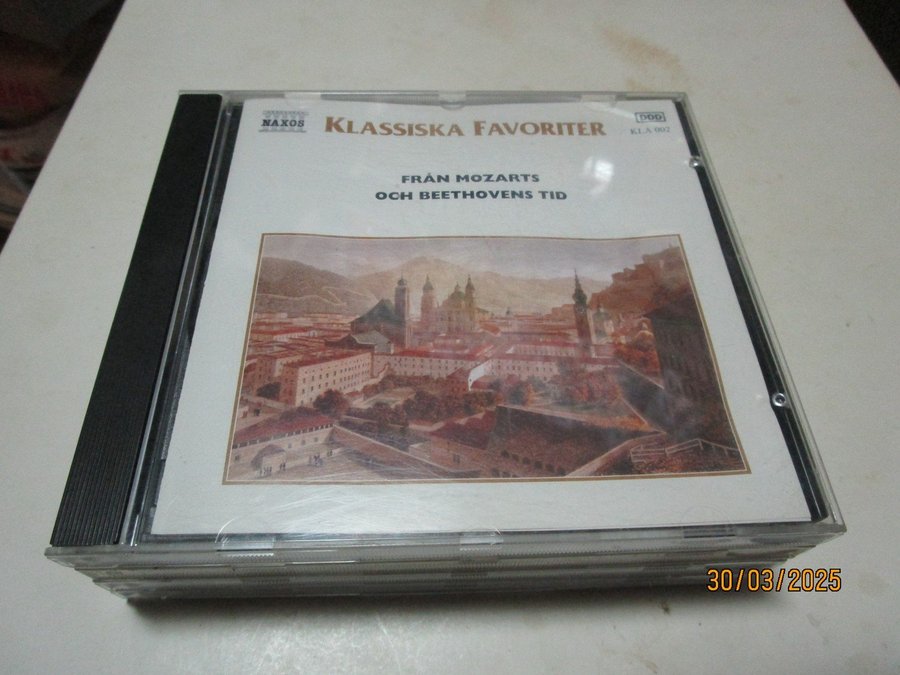 NAXOS
KLASSISKA FAVORITER
DDD
KLA 002
FRÅN MOZARTS
OCH BEETHOVENS TID
30/03/2025